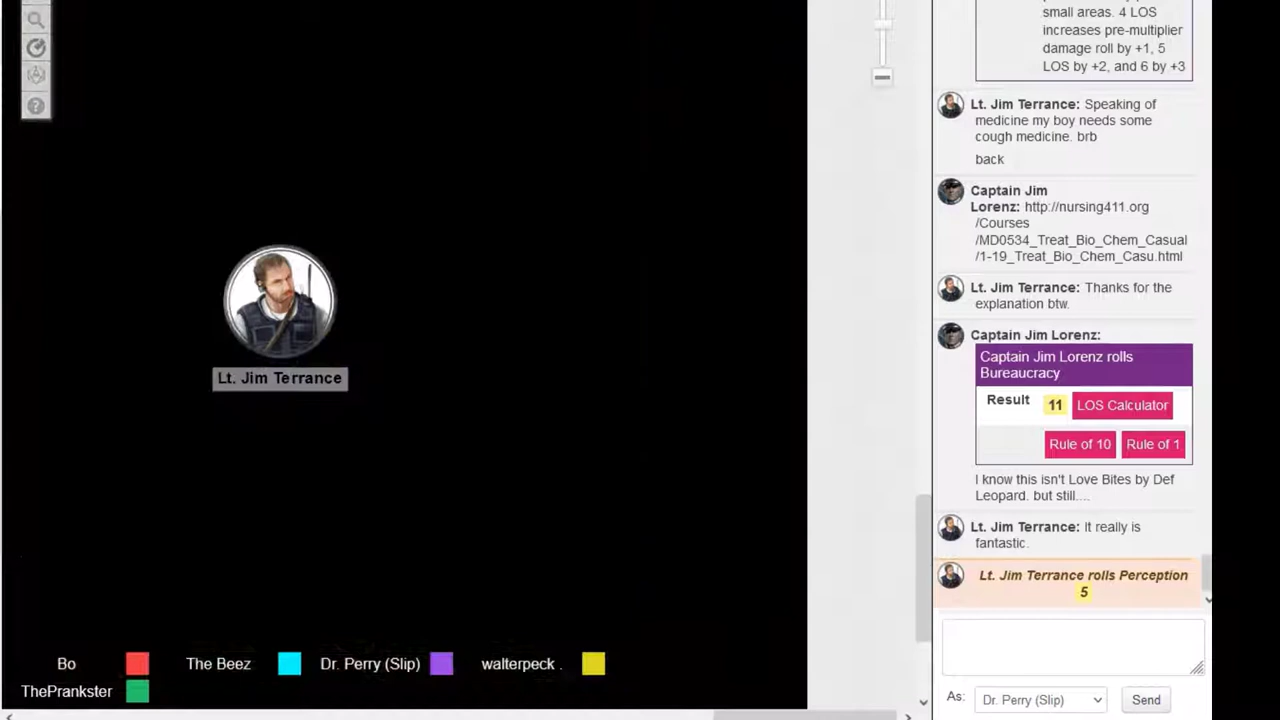 small areas. 4 LOS
increases pre-multiplier
damage roll by +1, 5
LOS by +2, and 6 by +3
Lt. Jim Terrance: Speaking of
medicine my boy needs some
cough medicine. brb
back
Captain Jim
Lorenz: http://nursing411.org
/Courses
/MD0534_Treat_Bio_Chem_Casual
/1-19_Treat_Bio_Chem_Casu.html
Lt. Jim Terrance: Thanks for the
explanation btw.
Captain Jim Lorenz:
Captain Jim Lorenz rolls
Bureaucracy
Result 11 LOS Calculator
Rule of 10 Rule of 1
I know this isn't Love Bites by Def
Leopard. but still....
Lt. Jim Terrance: It really is
fantastic.
Lt. Jim Terrance rolls Perception
5
As: Dr. Perry (Slip) Send
Lt. Jim Terrance
Bo The Beez Dr. Perry (Slip) walterpeck .
ThePrankster